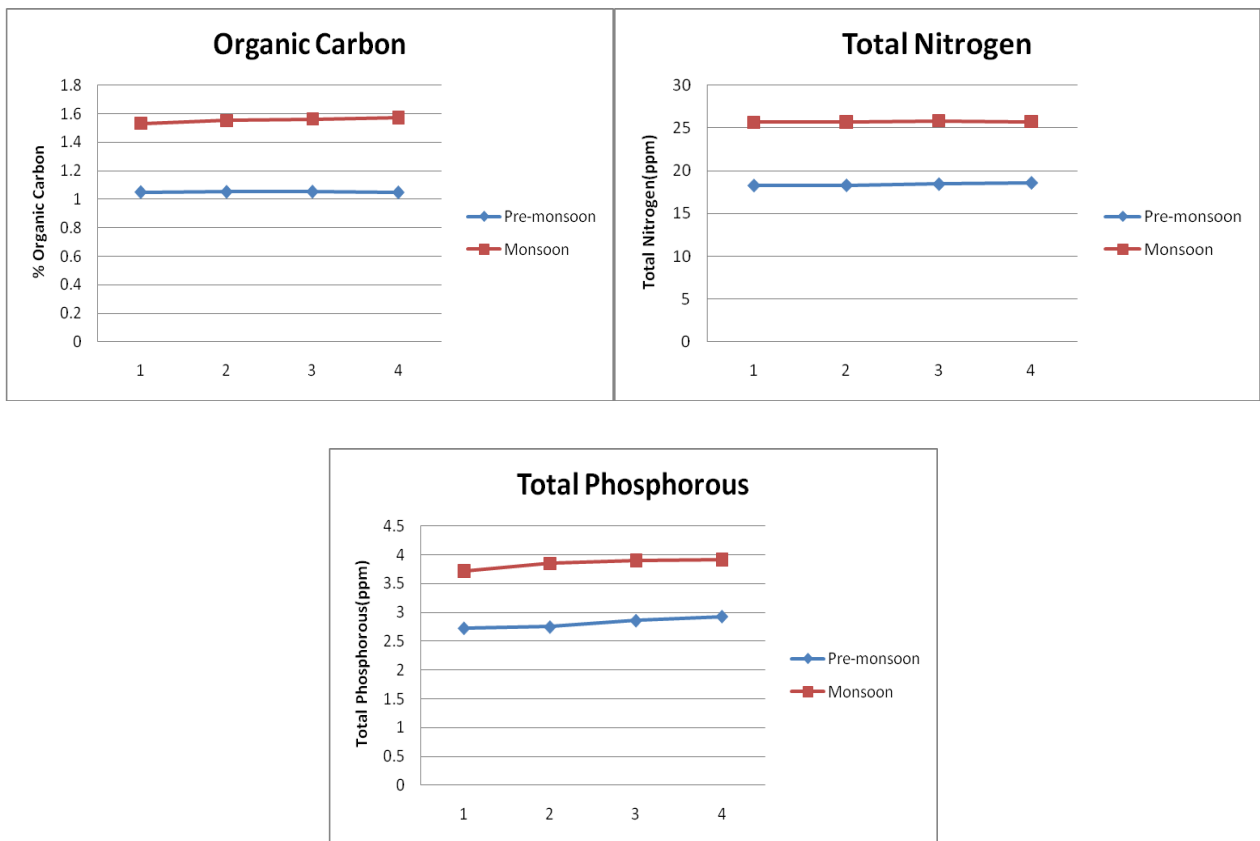 Organic Carbon
1.8
1.6
1.4
1.2
1
0.8
0.6
0.4
0.2
0
% Organic Carbon
1 2 3 4
Pre-monsoon
Monsoon
Total Nitrogen
30
25
20
15
10
5
0
Total Nitrogen(ppm)
1 2 3 4
Pre-monsoon
Monsoon
Total Phosphorous
4.5
4
3.5
3
2.5
2
1.5
1
0.5
0
Total Phosphorous(ppm)
1 2 3 4
Pre-monsoon
Monsoon